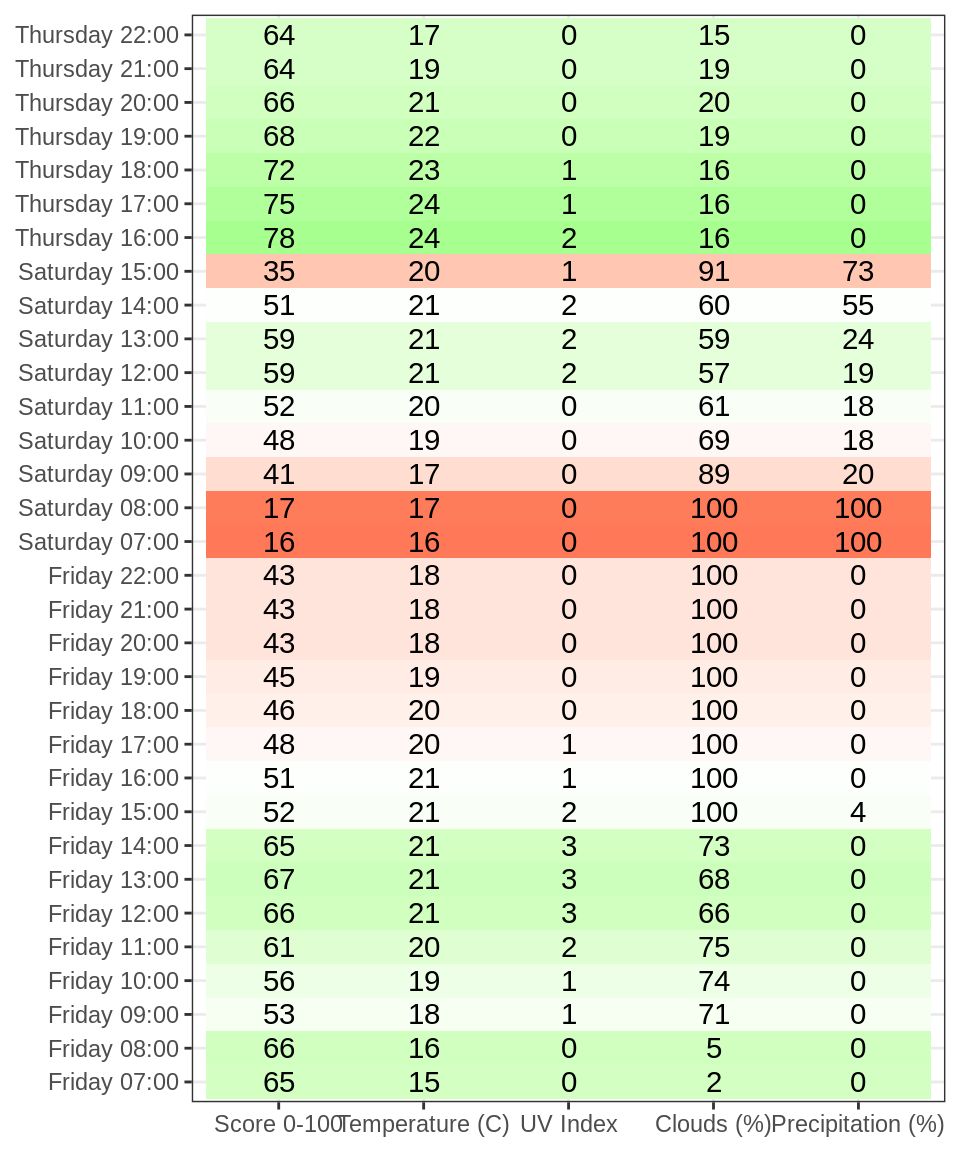 Thursday 22:00 64 17 0 15 0
Thursday 21:00 64 19 0 19 0
Thursday 20:00 66 21 0 20 0
Thursday 19:00 68 22 0 19 0
Thursday 18:00 72 23 1 16 0
Thursday 17:00 75 24 1 16 0
Thursday 16:00 78 24 2 16 0
Saturday 15:00 35 20 1 91 73
Saturday 14:00 51 21 2 60 55
Saturday 13:00 59 21 2 59 24
Saturday 12:00 59 21 2 57 19
Saturday 11:00 52 20 0 61 18
Saturday 10:00 48 19 0 69 18
Saturday 09:00 41 17 0 89 20
Saturday 08:00 17 17 0 100 100
Saturday 07:00 16 16 0 100 100
Friday 22:00 43 18 0 100 0
Friday 21:00 43 18 0 100 0
Friday 20:00 43 18 0 100 0
Friday 19:00 45 19 0 100 0
Friday 18:00 46 20 0 100 0
Friday 17:00 48 20 1 100 0
Friday 16:00 51 21 1 100 0
Friday 15:00 52 21 2 100 4
Friday 14:00 65 21 3 73 0
Friday 13:00 67 21 3 68 0
Friday 12:00 66 21 3 66 0
Friday 11:00 61 20 2 75 0
Friday 10:00 56 19 1 74 0
Friday 09:00 53 18 1 71 0
Friday 08:00 66 16 0 5 0
Friday 07:00 65 15 0 2 0
Score 0-100 Temperature (C) UV Index Clouds (%) Precipitation (%)